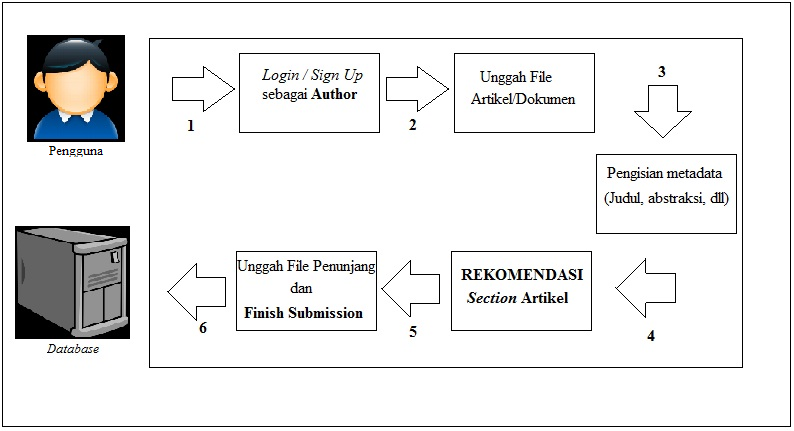 Pengguna
1
Login / Sign Up
sebagai Author
2
Unggah File
Artikel/Dokumen
3
Pengisian metadata
(Judul, abstraksi, dll)
4
REKOMENDASI
Section Artikel
5
Unggah File Penunjang
dan
Finish Submission
6
Database